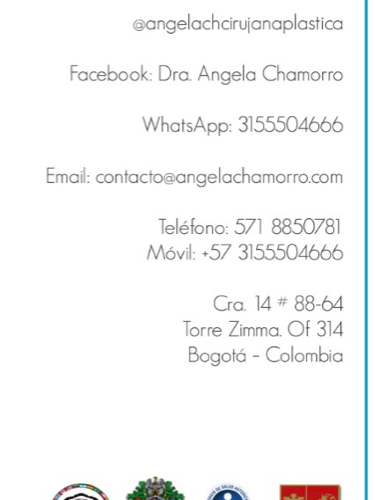 @angelachcirujanaplastica
Facebook: Dra. Angela Chamorro
WhatsApp: 3155504666
Email: contacto@angelachamorro.com
Teléfono: 571 8850781
Móvil: +57 3155504666
Cra. 14 # 88-64
Torre Zimma. Of 314
Bogotá – Colombia